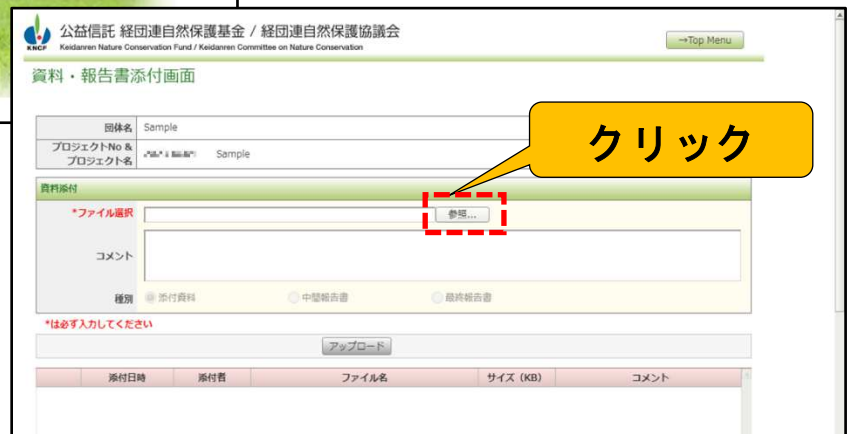 公益信託 経団連自然保護基金 / 経団連自然保護協議会
KNCF Keidanren Nature Conservation Fund / Keidanren Committee on Nature Conservation
→Top Menu
資料・報告書添付画面
団体名 Sample
プロジェクトNo &
プロジェクト名 Sample
クリック
資料添付
*ファイル選択 参照...
コメント
種別 添付資料 中間報告書 最終報告書
*は必ず入力してください
アップロード
添付日時 添付者 ファイル名 サイズ（KB） コメント